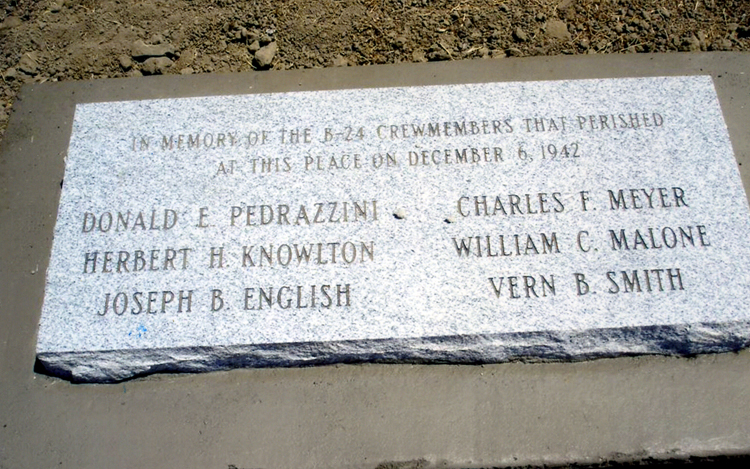 IN MEMORY OF THE B-24 CREWMEMBERS THAT PERISHED
AT THIS PLACE ON DECEMBER 6, 1942
DONALD E. PEDRAZZINI
HERBERT H. KNOWLTON
JOSEPH B. ENGLISH
CHARLES F. MEYER
WILLIAM C. MALONE
VERN B. SMITH